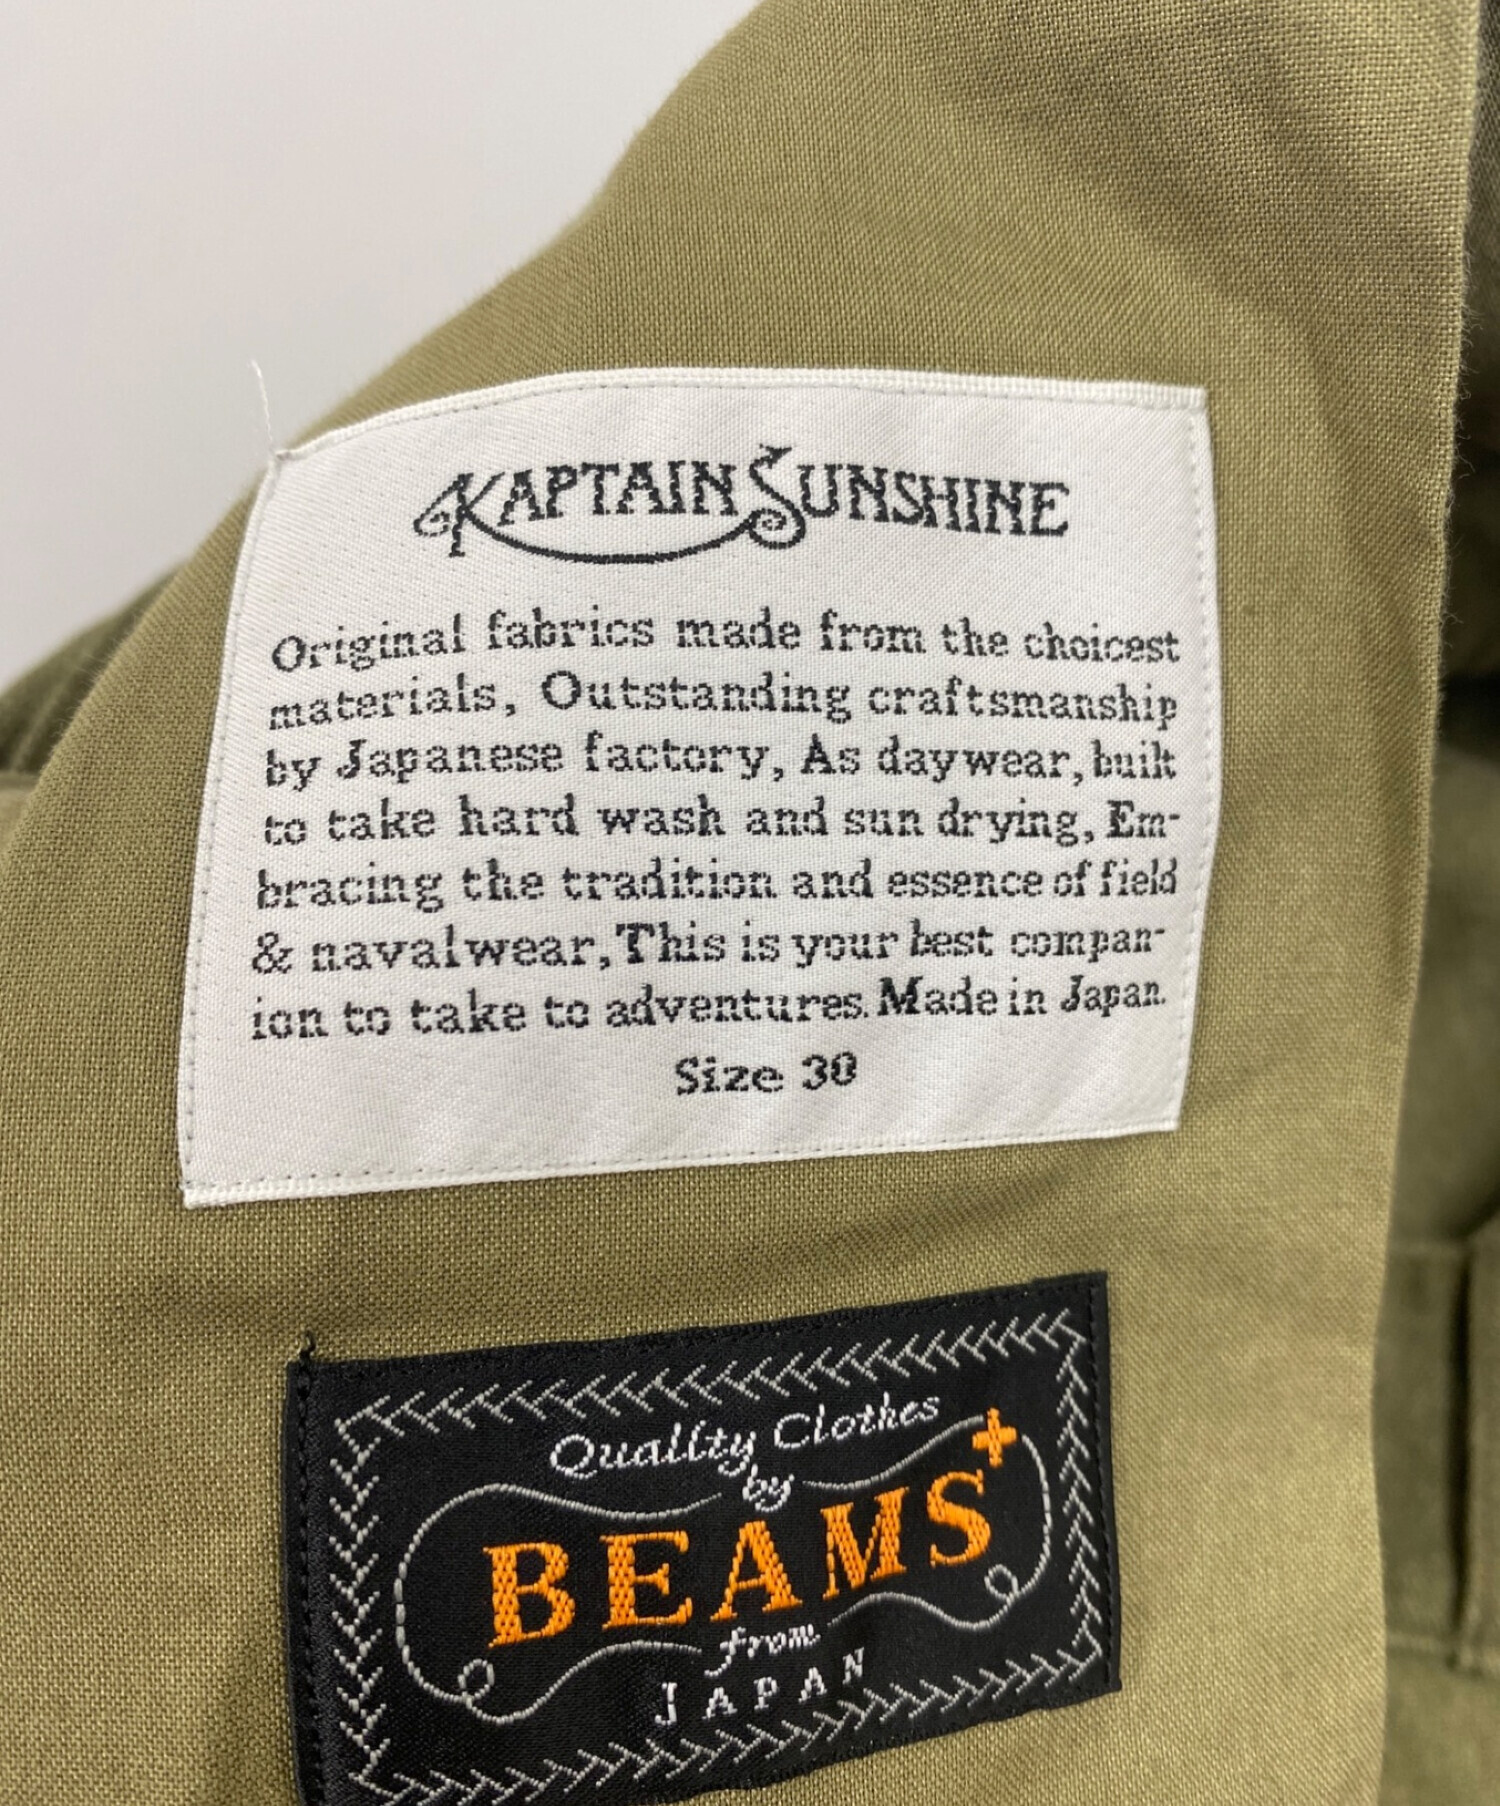 KAPTAIN SUNSHINE
Original fabrics made from the choicest
materials, Outstanding craftsmanship
by Japanese factory, As daywear, built
to take hard wash and sun drying, Em-
bracing the tradition and essence of field
& navalwear, This is your best compan-
ion to take to adventures. Made in Japan.
Size 30
Quality Clothes
by
BEAMS+
from
JAPAN